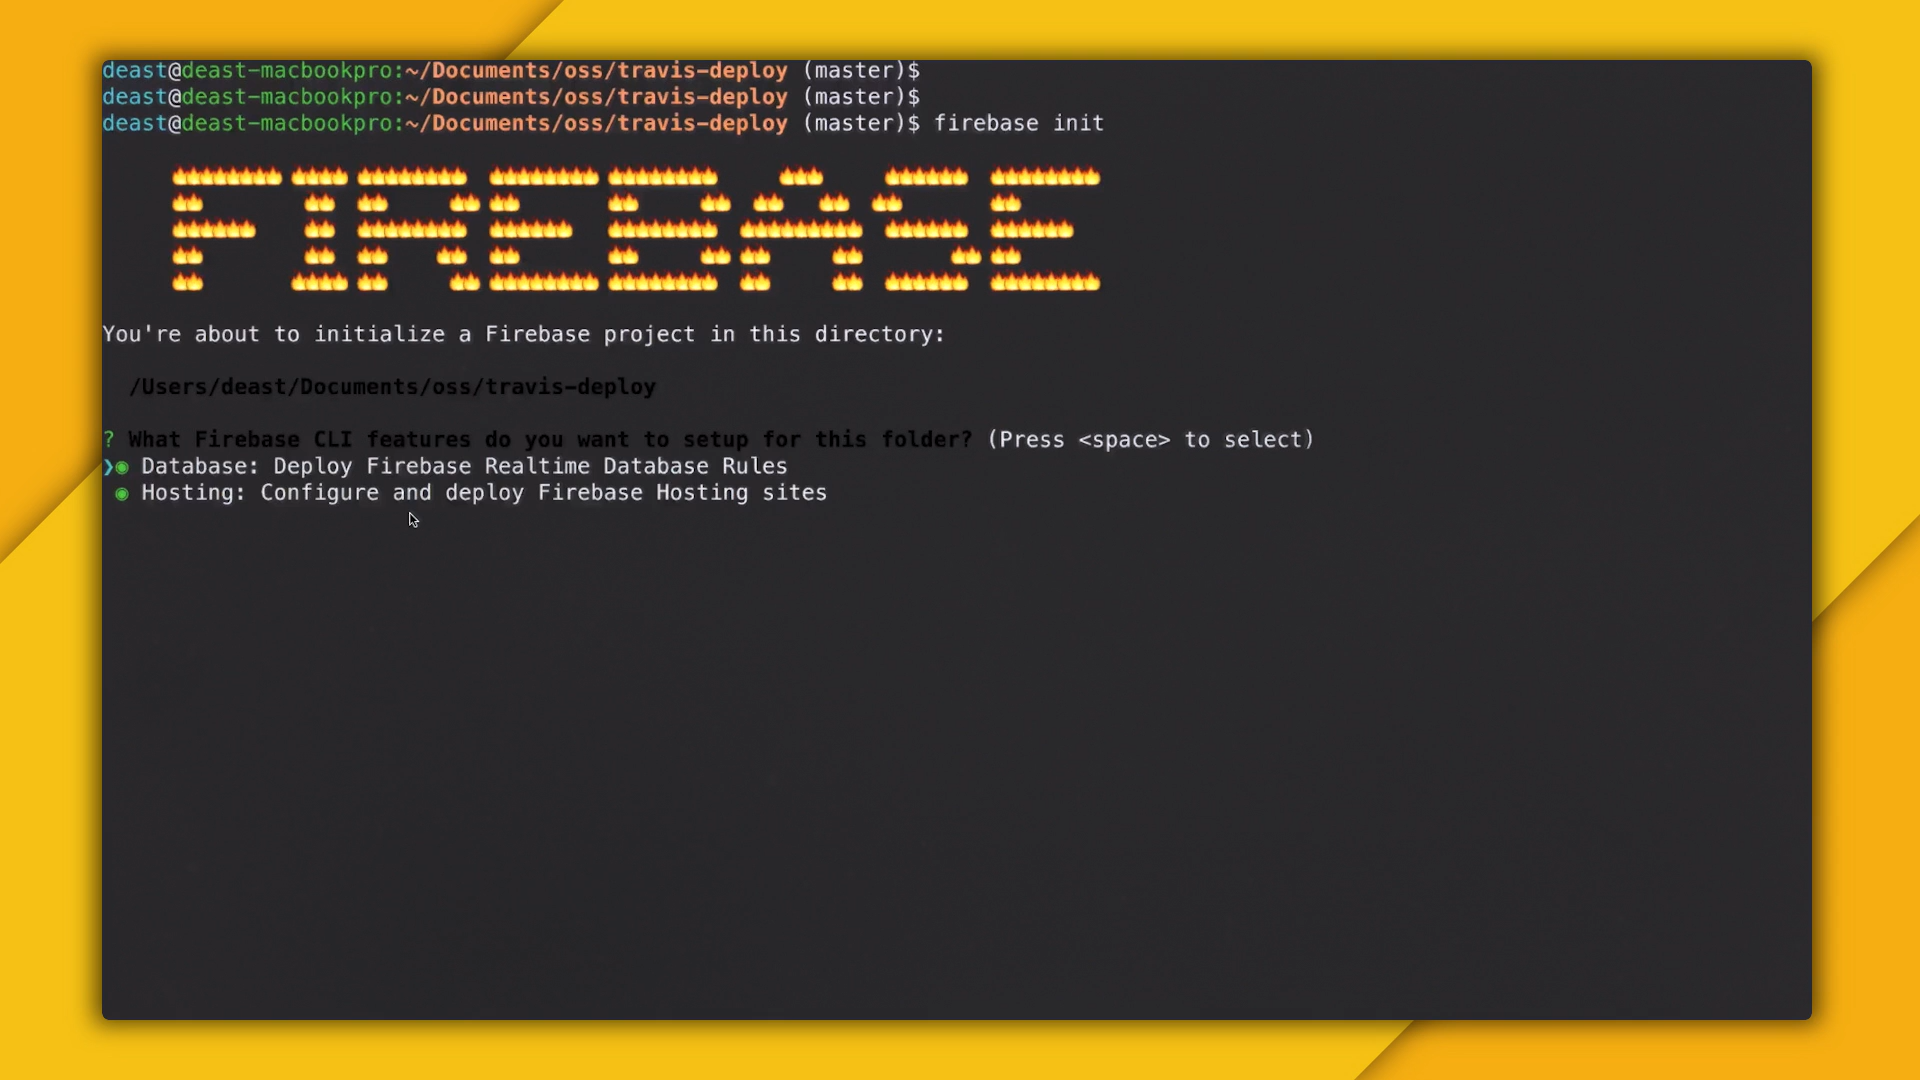 deast@deast-macbookpro:~/Documents/oss/travis-deploy (master)$
deast@deast-macbookpro:~/Documents/oss/travis-deploy (master)$
deast@deast-macbookpro:~/Documents/oss/travis-deploy (master)$ firebase init
FIREBASE
You're about to initialize a Firebase project in this directory:
/Users/deast/Documents/oss/travis-deploy
? What Firebase CLI features do you want to setup for this folder? (Press <space> to select)
❯◉ Database: Deploy Firebase Realtime Database Rules
◉ Hosting: Configure and deploy Firebase Hosting sites